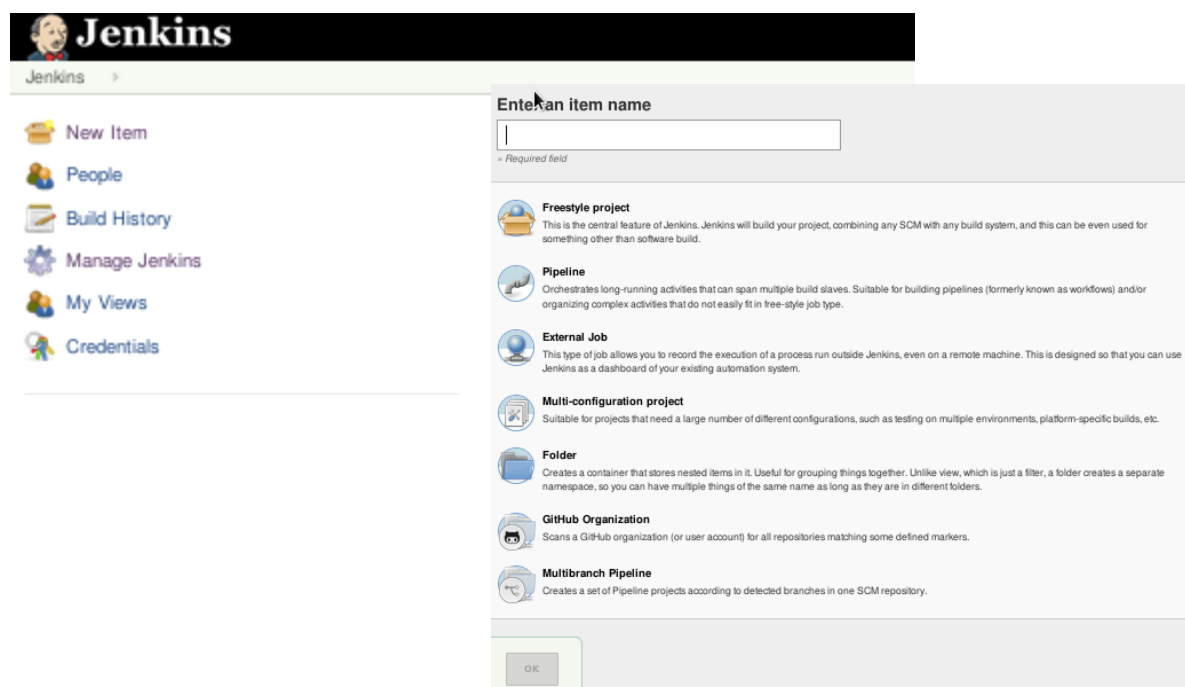 Jenkins
Jenkins
New Item
People
Build History
Manage Jenkins
My Views
Credentials
Enter an item name
» Required field
Freestyle project
This is the central feature of Jenkins. Jenkins will build your project, combining any SCM with any build system, and this can be even used for
something other than software build.
Pipeline
Orchestrates long-running activities that can span multiple build slaves. Suitable for building pipelines (formerly known as workflows) and/or
organizing complex activities that do not easily fit in free-style job type.
External Job
This type of job allows you to record the execution of a process run outside Jenkins, even on a remote machine. This is designed so that you can use
Jenkins as a dashboard of your existing automation system.
Multi-configuration project
Suitable for projects that need a large number of different configurations, such as testing on multiple environments, platform-specific builds, etc.
Folder
Creates a container that stores nested items in it. Useful for grouping things together. Unlike view, which is just a filter, a folder creates a separate
namespace, so you can have multiple things of the same name as long as they are in different folders.
GitHub Organization
Scans a GitHub organization (or user account) for all repositories matching some defined markers.
Multibranch Pipeline
Creates a set of Pipeline projects according to detected branches in one SCM repository.
OK